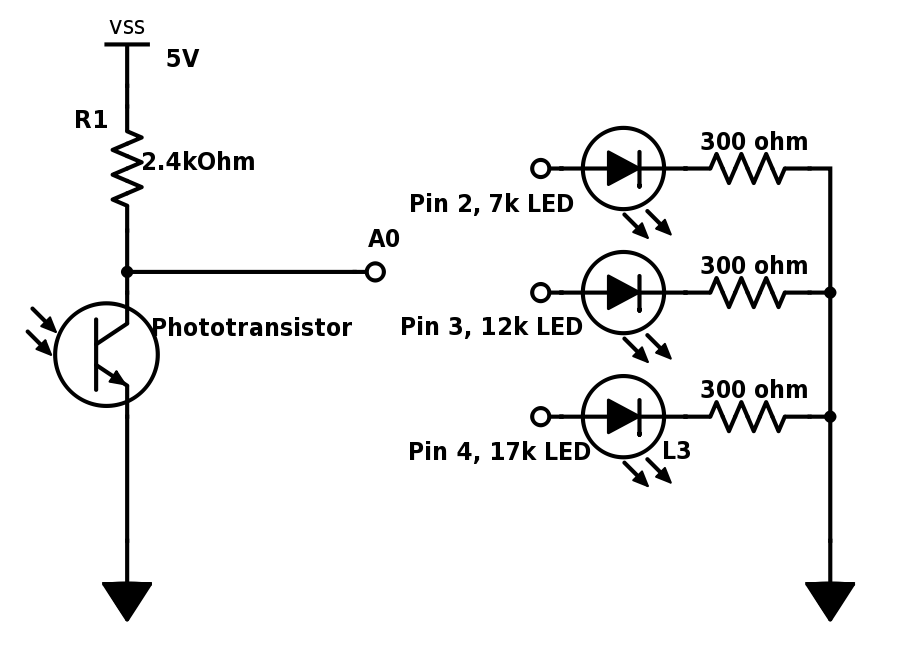 VSS
5V
R1
2.4kOhm
A0
Phototransistor
300 ohm
Pin 2, 7k LED
300 ohm
Pin 3, 12k LED
300 ohm
Pin 4, 17k LED
L3